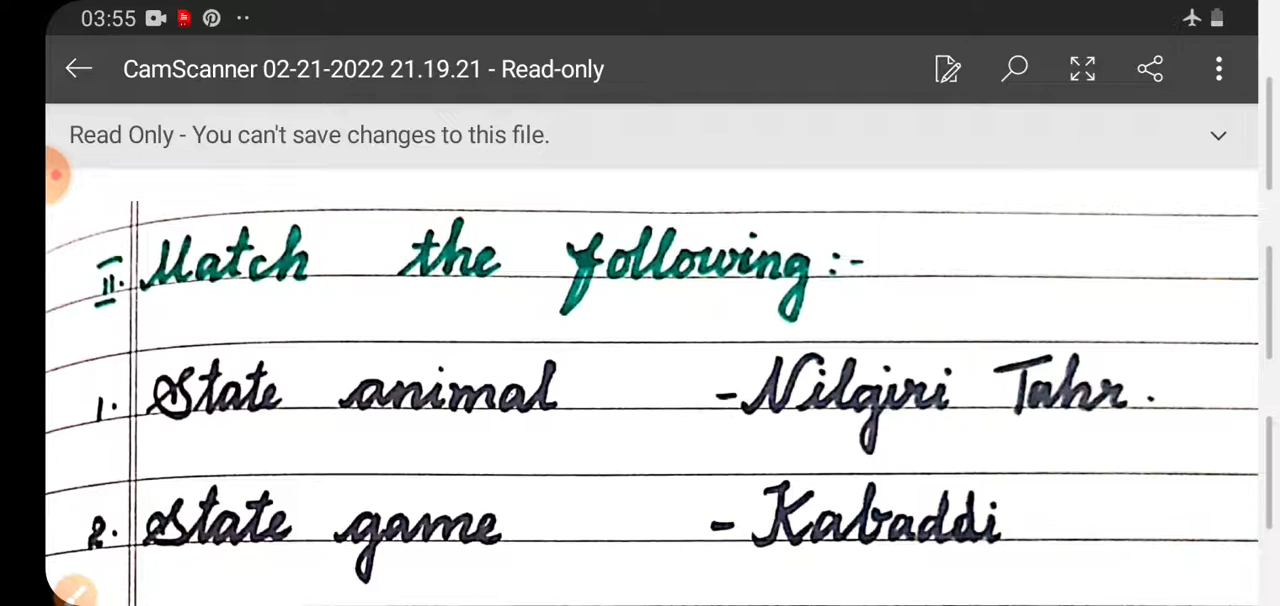 03:55
CamScanner 02-21-2022 21.19.21 - Read-only
Read Only - You can't save changes to this file.
II. Match the following :-
1. State animal - Nilgiri Tahr.
2. State game - Kabaddi